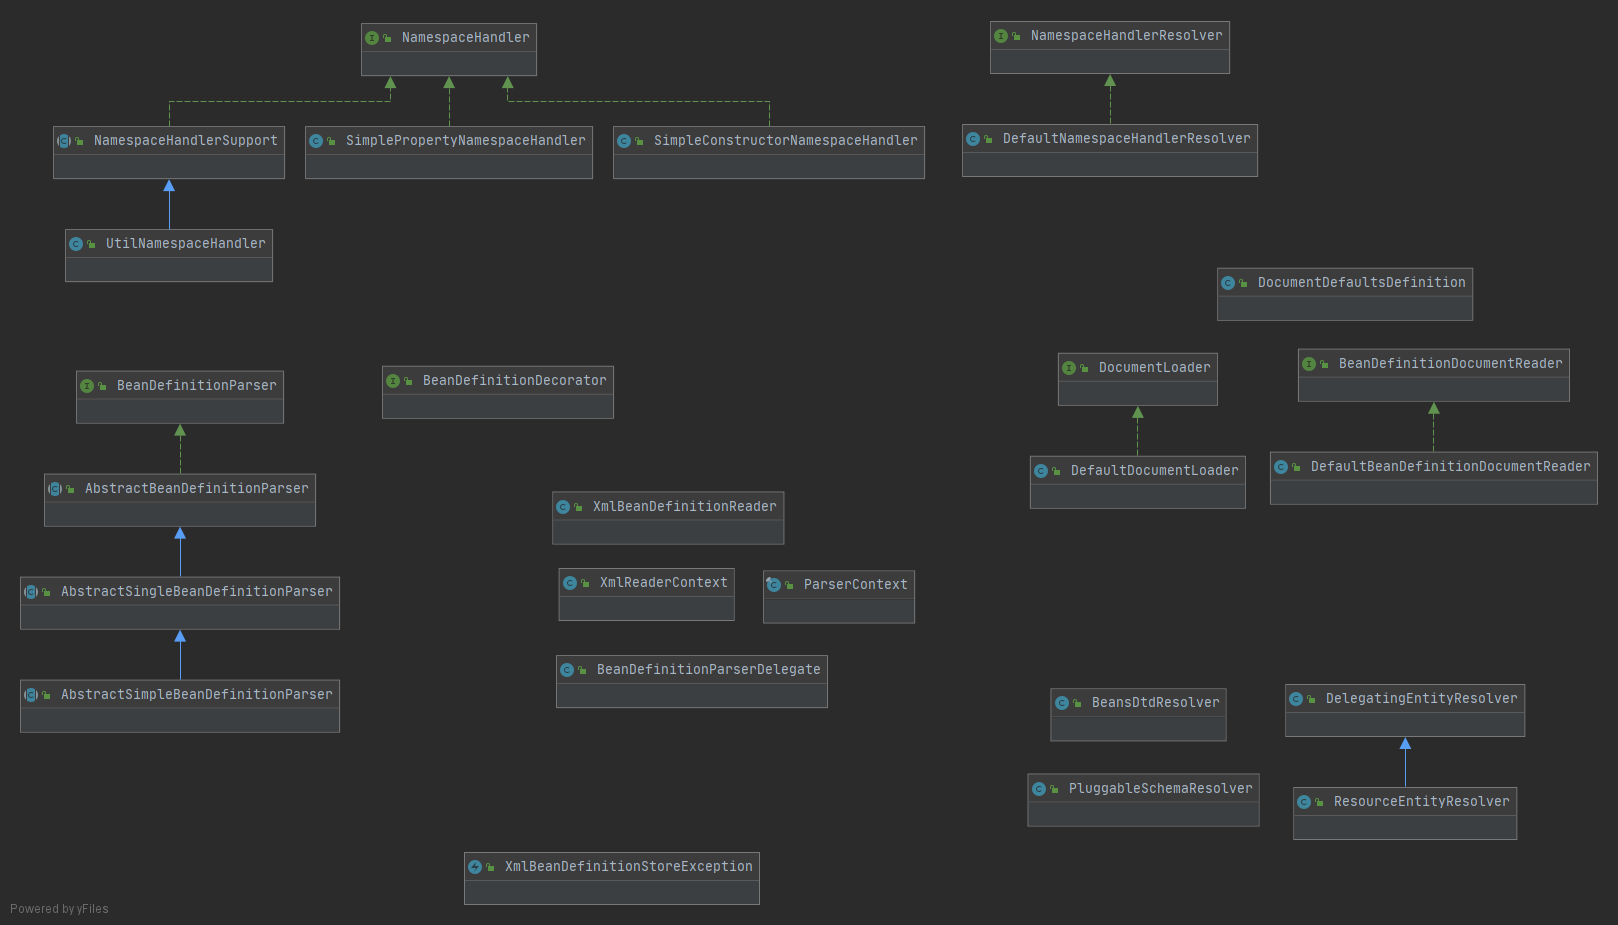 NamespaceHandler
NamespaceHandlerResolver
NamespaceHandlerSupport
SimplePropertyNamespaceHandler
SimpleConstructorNamespaceHandler
DefaultNamespaceHandlerResolver
UtilNamespaceHandler
DocumentDefaultsDefinition
BeanDefinitionParser
BeanDefinitionDecorator
DocumentLoader
BeanDefinitionDocumentReader
AbstractBeanDefinitionParser
DefaultDocumentLoader
DefaultBeanDefinitionDocumentReader
XmlBeanDefinitionReader
AbstractSingleBeanDefinitionParser
XmlReaderContext
ParserContext
AbstractSimpleBeanDefinitionParser
BeanDefinitionParserDelegate
BeansDtdResolver
DelegatingEntityResolver
PluggableSchemaResolver
ResourceEntityResolver
XmlBeanDefinitionStoreException
Powered by yFiles